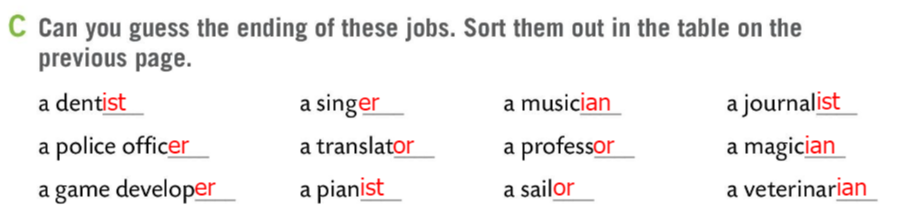 C Can you guess the ending of these jobs. Sort them out in the table on the
previous page.
a dentist a singer a musician a journalist
a police officer a translator a professor a magician
a game developer a pianist a sailor a veterinarian